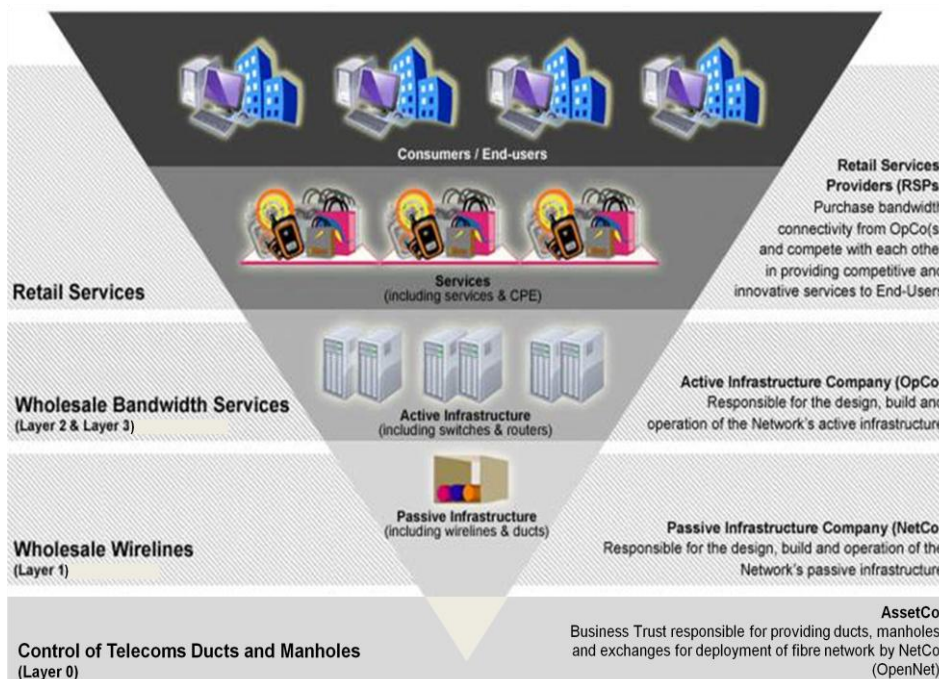 Consumers / End-users
Retail Services
Services
(including services & CPE)
Retail Services
Providers (RSPs
Purchase bandwidth
connectivity from OpCo(s
and compete with each othe
in providing competitive and
innovative services to End-Users
Wholesale Bandwidth Services
(Layer 2 & Layer 3)
Active Infrastructure
(including switches & routers)
Active Infrastructure Company (OpCo
Responsible for the design, build and
operation of the Network's active infrastructure
Wholesale Wirelines
(Layer 1)
Passive Infrastructure
(including wirelines & ducts)
Passive Infrastructure Company (NetCo
Responsible for the design, build and operation of the
Network's passive infrastructure
Control of Telecoms Ducts and Manholes
(Layer 0)
AssetCo
Business Trust responsible for providing ducts, manholes
and exchanges for deployment of fibre network by NetCo
(OpenNet)